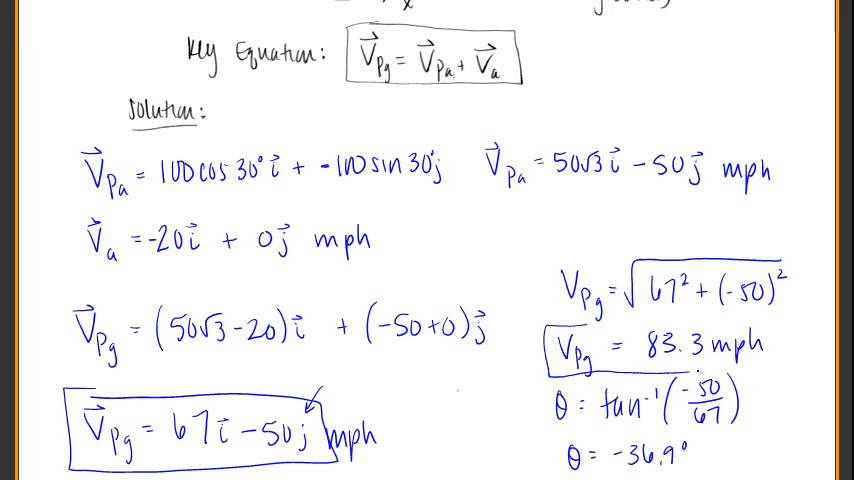 x
Key Equation: V⃗Pg = V⃗Pa + V⃗a
Solution:
V⃗Pa = 100 cos 30° i⃗ + -100 sin 30° j⃗
V⃗Pa = 50√3 i⃗ - 50 j⃗ mph
V⃗a = -20 i⃗ + 0 j⃗ mph
V⃗Pg = (50√3 - 20) i⃗ + (-50 + 0) j⃗
V⃗Pg = 67 i⃗ - 50 j⃗ mph
VPg = √(67² + (-50)²)
VPg = 83.3 mph
θ = tan⁻¹(-50/67)
θ = -36.9°